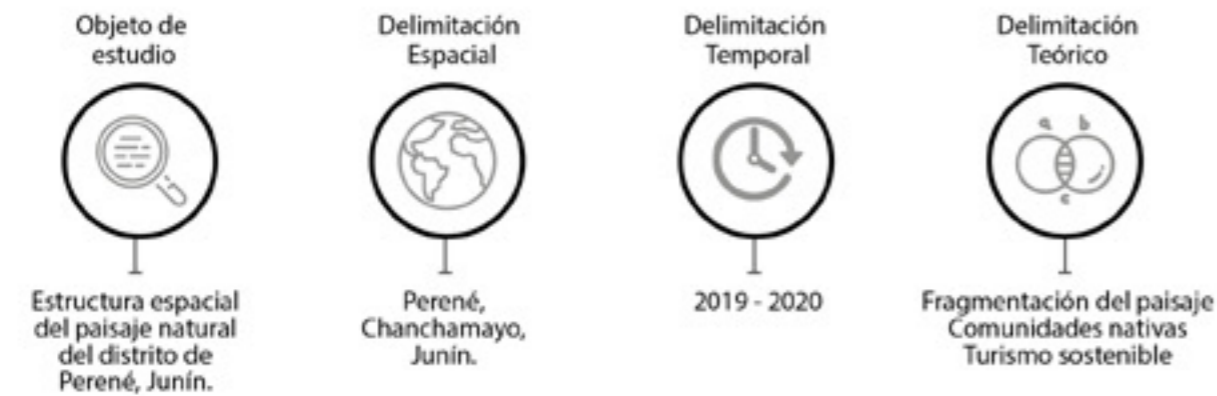 Objeto de
estudio
Estructura espacial
del paisaje natural
del distrito de
Perené, Junín.
Delimitación
Espacial
Perené,
Chanchamayo,
Junín.
Delimitación
Temporal
2019 - 2020
Delimitación
Teórico
a b
c
Fragmentación del paisaje
Comunidades nativas
Turismo sostenible